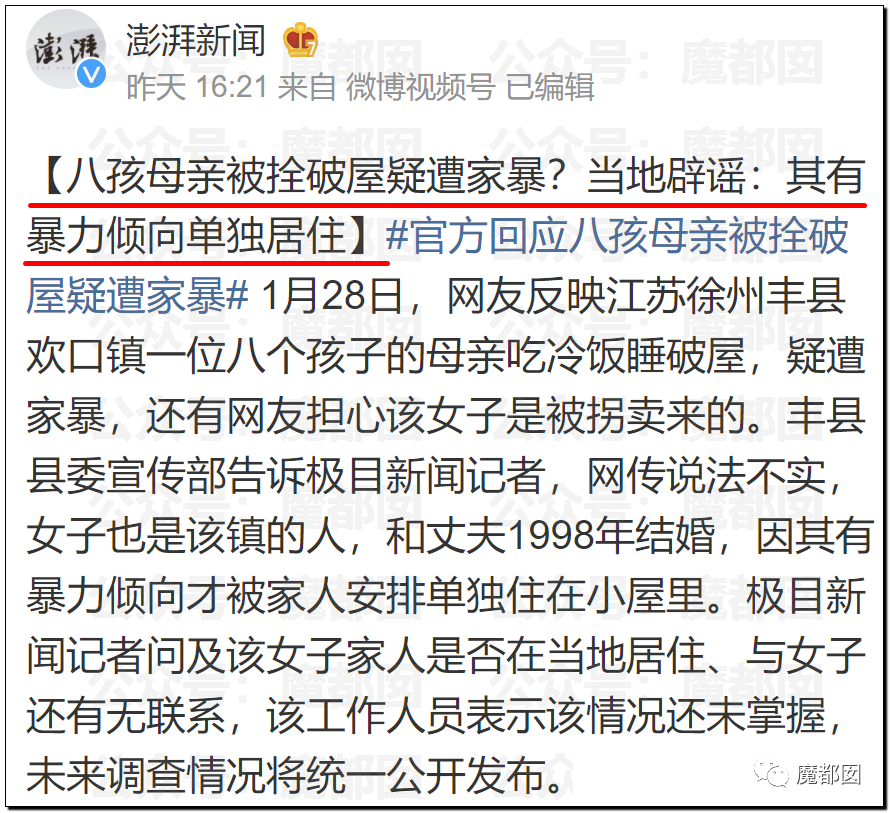 澎湃新闻
昨天 16:21 来自 微博视频号 已编辑
【八孩母亲被拴破屋疑遭家暴？当地辟谣：其有
暴力倾向单独居住】#官方回应八孩母亲被拴破
屋疑遭家暴# 1月28日，网友反映江苏徐州丰县
欢口镇一位八个孩子的母亲吃冷饭睡破屋，疑遭
家暴，还有网友担心该女子是被拐卖来的。丰县
县委宣传部告诉极目新闻记者，网传说法不实，
女子也是该镇的人，和丈夫1998年结婚，因其有
暴力倾向才被家人安排单独住在小屋里。极目新
闻记者问及该女子家人是否在当地居住、与女子
还有无联系，该工作人员表示该情况还未掌握，
未来调查情况将统一公开发布。
魔都囡